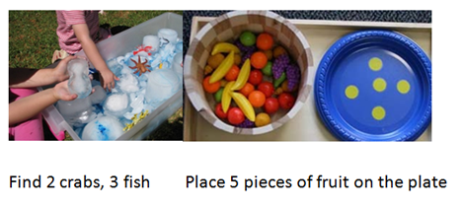 Find 2 crabs, 3 fish
Place 5 pieces of fruit on the plate